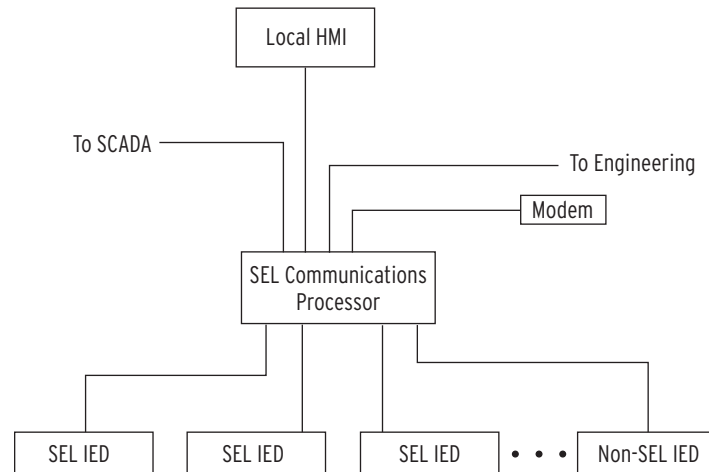 Local HMI
To SCADA
To Engineering
Modem
SEL Communications
Processor
SEL IED
SEL IED
SEL IED
Non-SEL IED